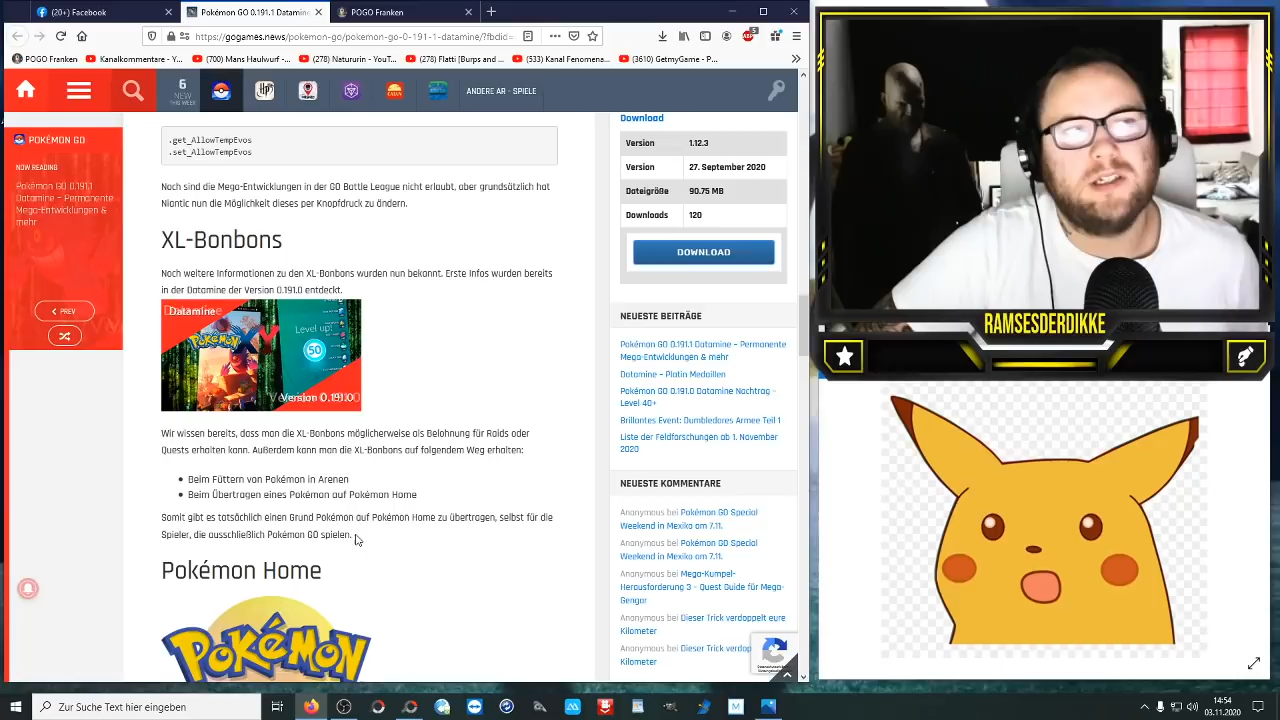 (20+) Facebook
Pokémon GO 0.191.1 Datamine
POGO Franken
https://gogames.news/pokemon-go/pokemon-go-0-191-1-datamine/
POGO Franken
Kanalkommentare - Y...
(700) Mans Haulwurf -...
(278) Natururin - YouT...
(278) Flatti [Burps and ...
(533) Kanal Fenomena...
(3610) GetmyGame - P...
6
NEW
THIS WEEK
ANDERE AR - SPIELE
POKÉMON GO
NOW READING
Pokémon GO 0.191.1
Datamine – Permanente
Mega-Entwicklungen &
mehr
PREV
.get_AllowTempEvos
.set_AllowTempEvos
Noch sind die Mega-Entwicklungen in der GO Battle League nicht erlaubt, aber grundsätzlich hat
Niantic nun die Möglichkeit dieses per Knopfdruck zu ändern.
XL-Bonbons
Noch weitere Informationen zu den XL-Bonbons wurden nun bekannt. Erste Infos wurden bereits
in der Datamine der Version 0.191.0 entdeckt.
Datamine
Level up!
50
Version 0.191.0
Wir wissen bereits, dass man die XL-Bonbons möglicherweise als Belohnung für Raids oder
Quests erhalten kann. Außerdem kann man die XL-Bonbons auf folgendem Weg erhalten:
Beim Füttern von Pokémon in Arenen
Beim Übertragen eines Pokémon auf Pokémon Home
Somit gibt es tatsächlich einen Grund Pokémon auf Pokémon Home zu übertragen, selbst für die
Spieler, die ausschließlich Pokémon GO spielen.
Pokémon Home
Pokémon
Download
Version 1.12.3
Version 27. September 2020
Dateigröße 90.75 MB
Downloads 120
DOWNLOAD
NEUESTE BEITRÄGE
Pokémon GO 0.191.1 Datamine – Permanente
Mega-Entwicklungen & mehr
Datamine – Platin Medaillen
Pokémon GO 0.191.0 Datamine Nachtrag –
Level 40+
Brillantes Event: Dumbledores Armee Teil 1
Liste der Feldforschungen ab 1. November
2020
NEUESTE KOMMENTARE
Anonymous bei Pokémon GO Special
Weekend in Mexiko am 7.11.
Anonymous bei Pokémon GO Special
Weekend in Mexiko am 7.11.
Anonymous bei Mega-Kumpel-
Herausforderung 3 – Quest Guide für Mega-
Gengar
Anonymous bei Dieser Trick verdoppelt eure
Kilometer
Anonymous bei Dieser Trick verdop
Kilometer
RAMSESDERDIKKE
Zur Suche Text hier eingeben
14:54
03.11.2020